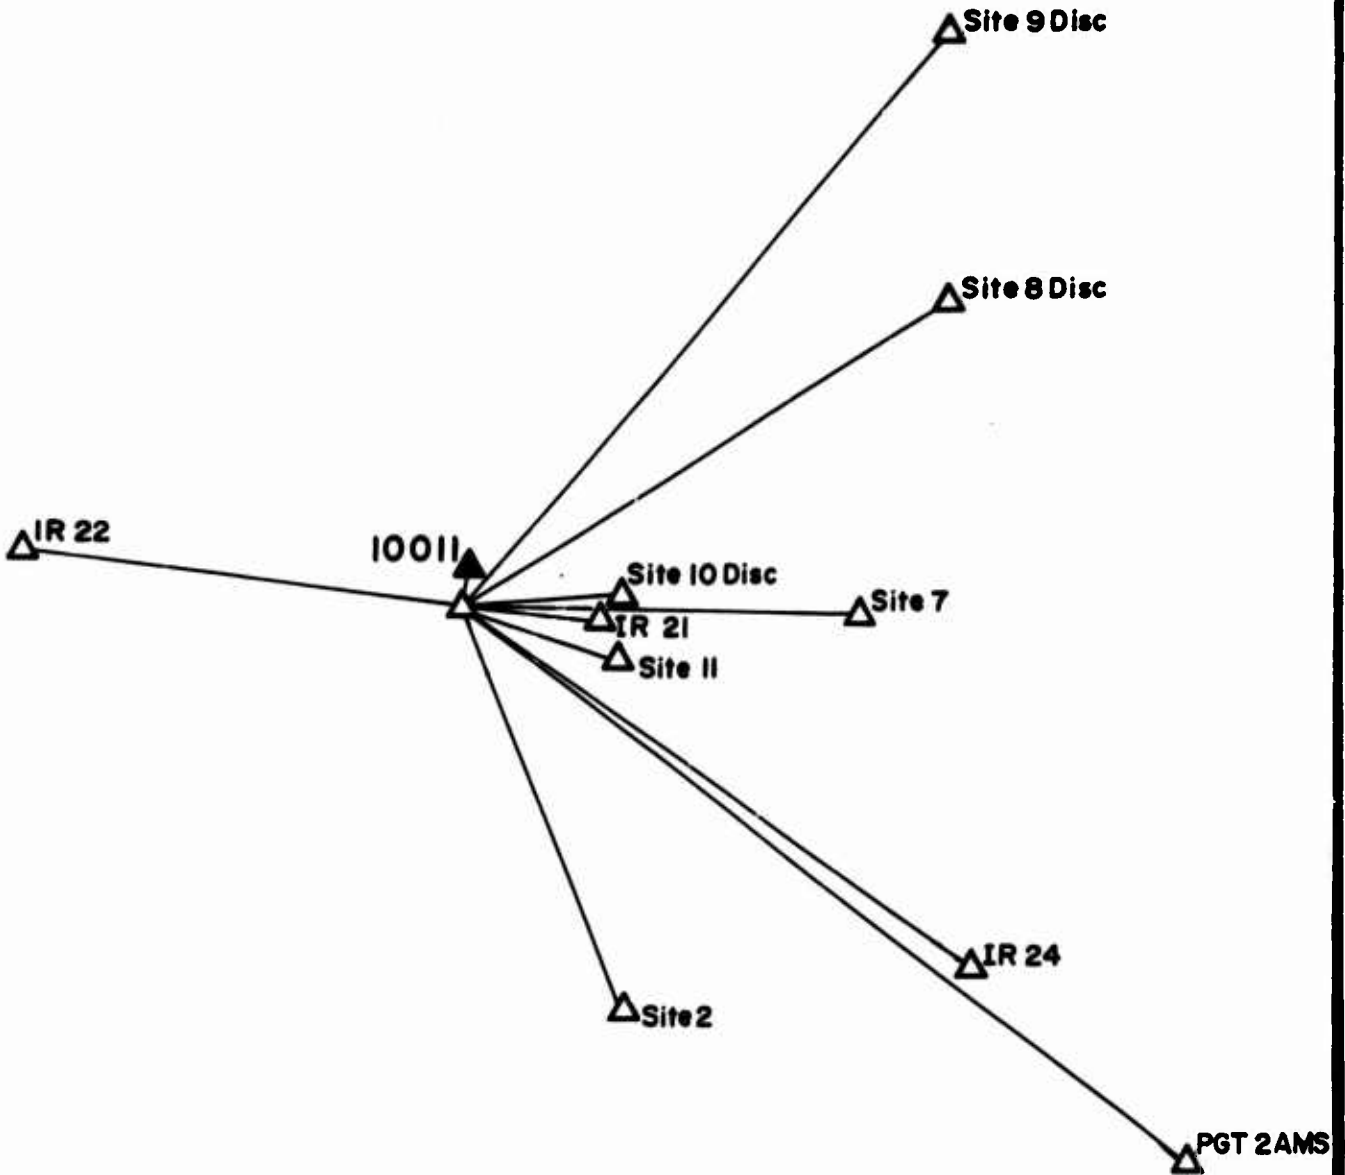 Site 9 Disc
Site 8 Disc
IR 22
10011
Site 10 Disc
Site 7
IR 21
Site 11
IR 24
Site 2
PGT 2AMS